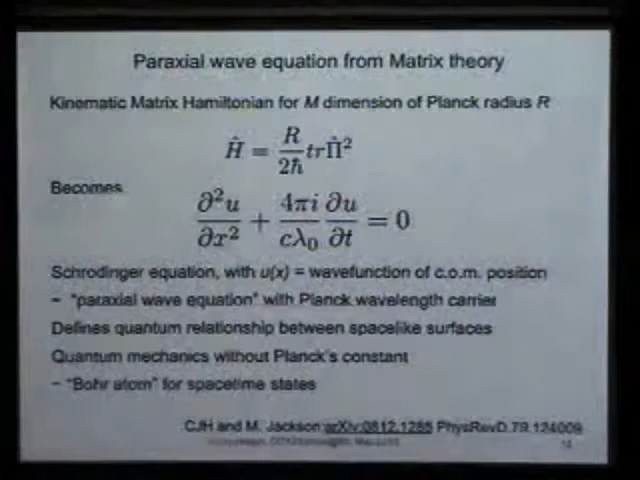 Paraxial wave equation from Matrix theory
Kinematic Matrix Hamiltonian for M dimension of Planck radius R
Ĥ = R/2ħ tr Π̂²
Becomes
∂²u/∂x² + 4πi/cλ₀ ∂u/∂t = 0
Schrodinger equation, with u(x) = wavefunction of c.o.m. position
– "paraxial wave equation" with Planck wavelength carrier
Defines quantum relationship between spacelike surfaces
Quantum mechanics without Planck's constant
– "Bohr atom" for spacetime states
CJH and M. Jackson: arXiv:0812.1285 PhysRevD.79.124009